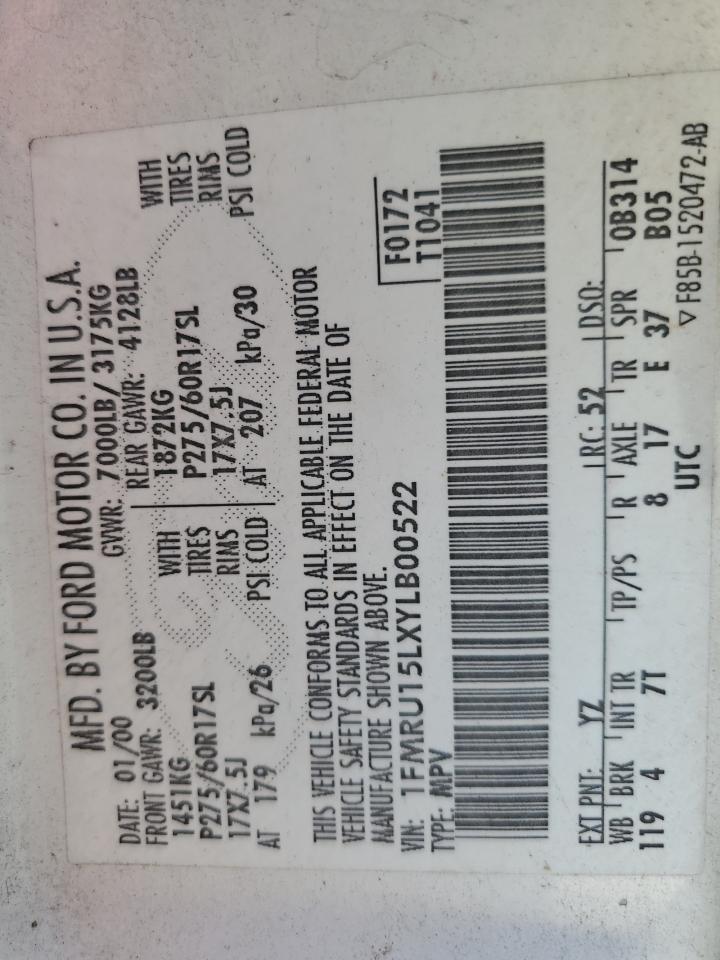 MFD. BY FORD MOTOR CO. IN U.S.A.
DATE: 01/00 GVWR: 7000LB/ 3175KG
FRONT GAWR: 3200LB REAR GAWR: 4128LB
1451KG WITH 1872KG WITH
P275/60R17SL TIRES P275/60R17SL TIRES
17X7.5J RIMS 17X7.5J RIMS
AT 179 kPa/26 PSI COLD AT 207 kPa/30 PSI COLD
THIS VEHICLE CONFORMS TO ALL APPLICABLE FEDERAL MOTOR
VEHICLE SAFETY STANDARDS IN EFFECT ON THE DATE OF
MANUFACTURE SHOWN ABOVE.
VIN: 1FMRU15LXYLB00522 F0172
TYPE: MPV T1041
EXT PNT: YZ RC: 52 DSO:
WB BRK INT TR TP/PS R AXLE TR SPR 0B314
119 4 7T 8 17 E 37 B05
UTC ▽ F85B-1520472-AB